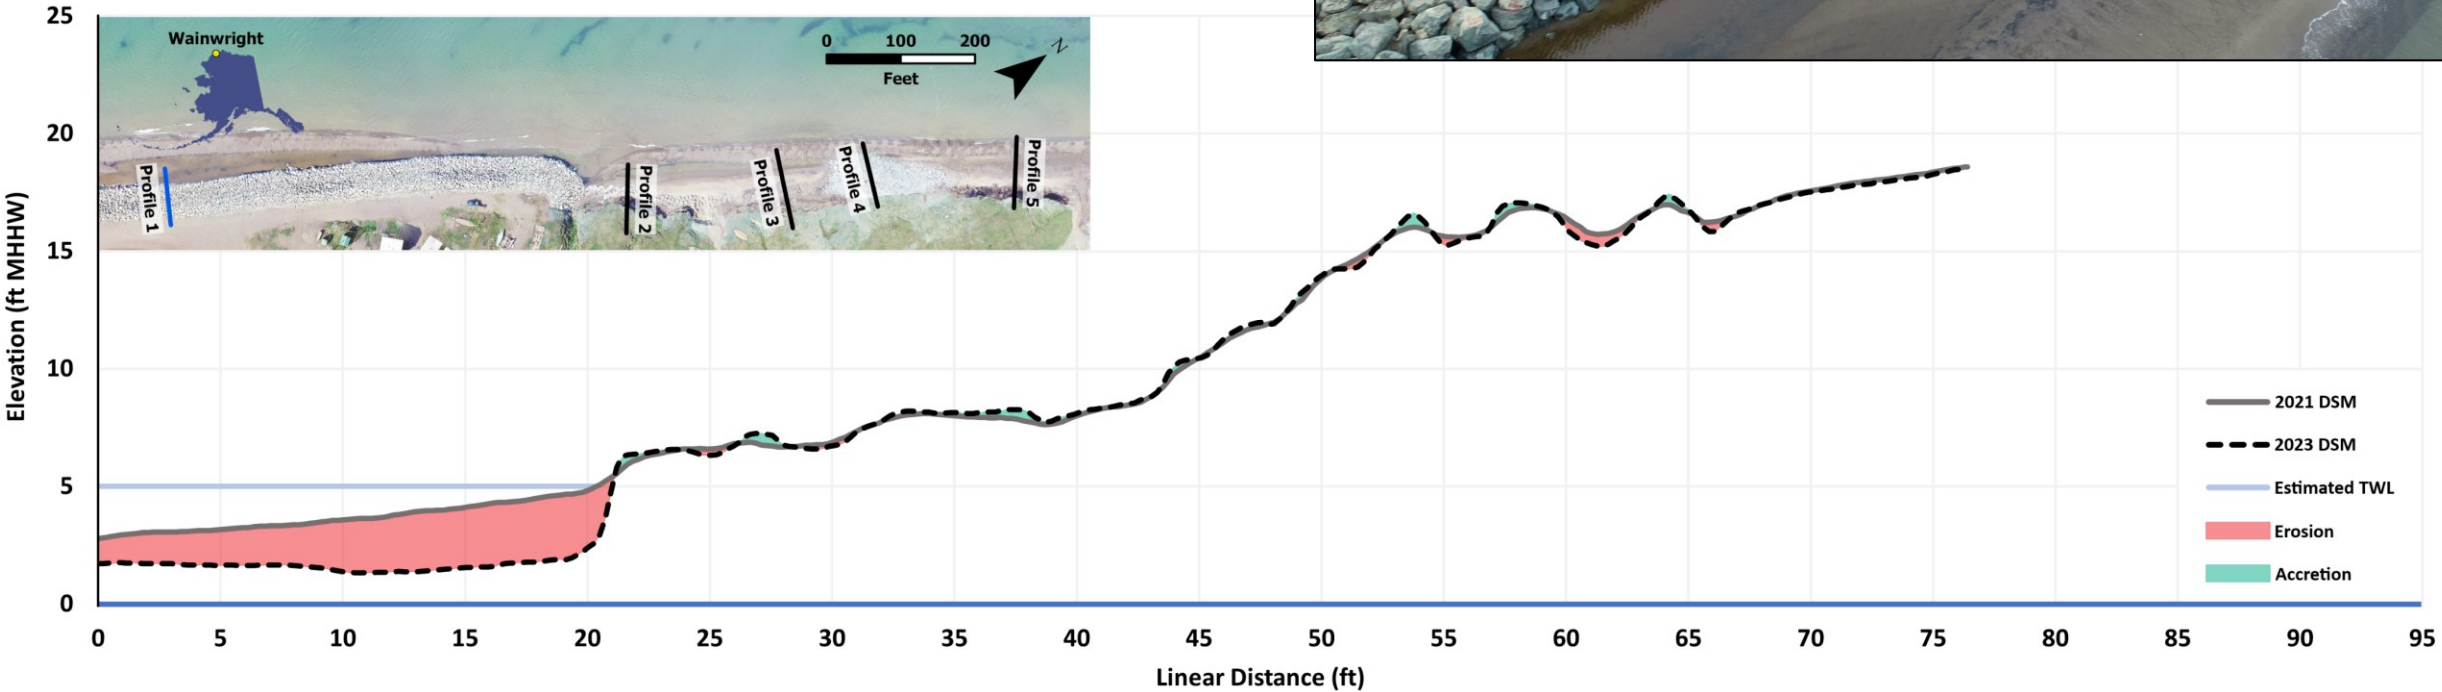 25
20
15
10
5
0
Elevation (ft MHHW)
Wainwright
0 100 200
Feet
N
Profile 1
Profile 2
Profile 3
Profile 4
Profile 5
2021 DSM
2023 DSM
Estimated TWL
Erosion
Accretion
0 5 10 15 20 25 30 35 40 45 50 55 60 65 70 75 80 85 90 95
Linear Distance (ft)